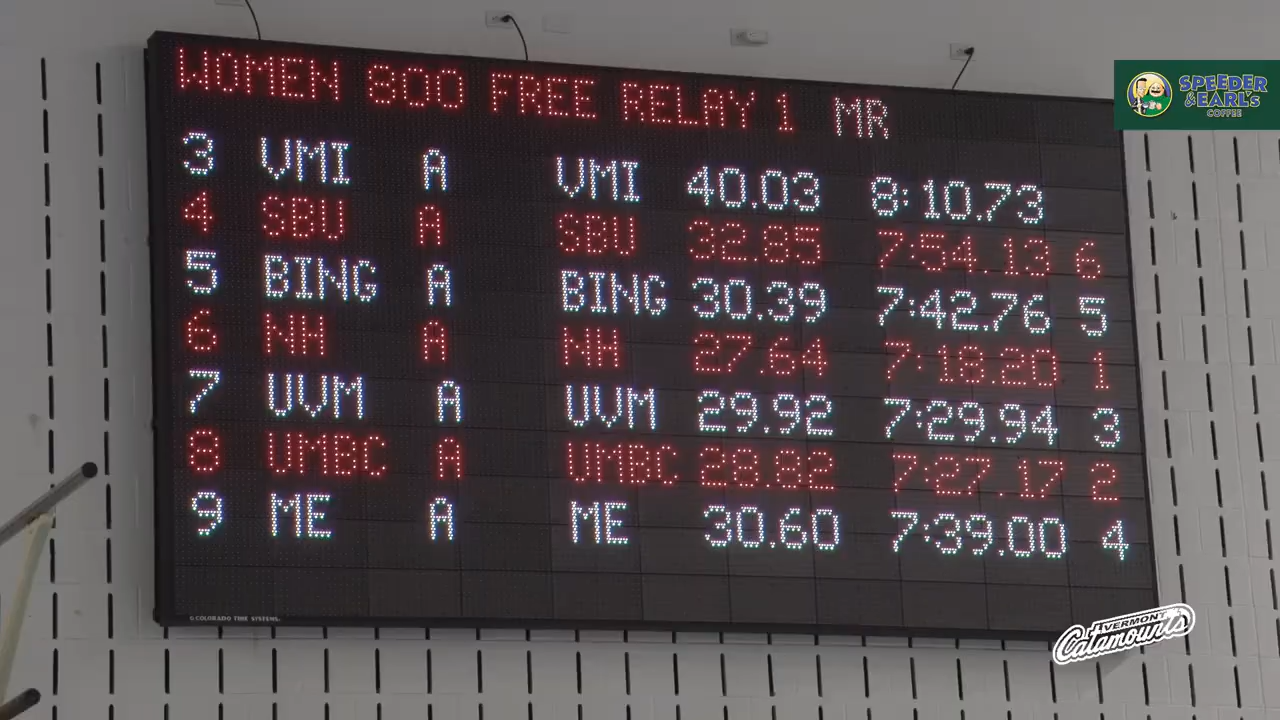 WOMEN 800 FREE RELAY 1 MR
3 VMI A VMI 40.03 8:10.73
4 SBU A SBU 32.85 7:54.13 6
5 BING A BING 30.39 7:42.76 5
6 NH A NH 27.64 7:18.20 1
7 UVM A UVM 29.92 7:29.94 3
8 UMBC A UMBC 28.82 7:27.17 2
9 ME A ME 30.60 7:39.00 4
COLORADO TIME SYSTEMS
SPEEDER
& EARL'S
COFFEE
VERMONT
Catamounts